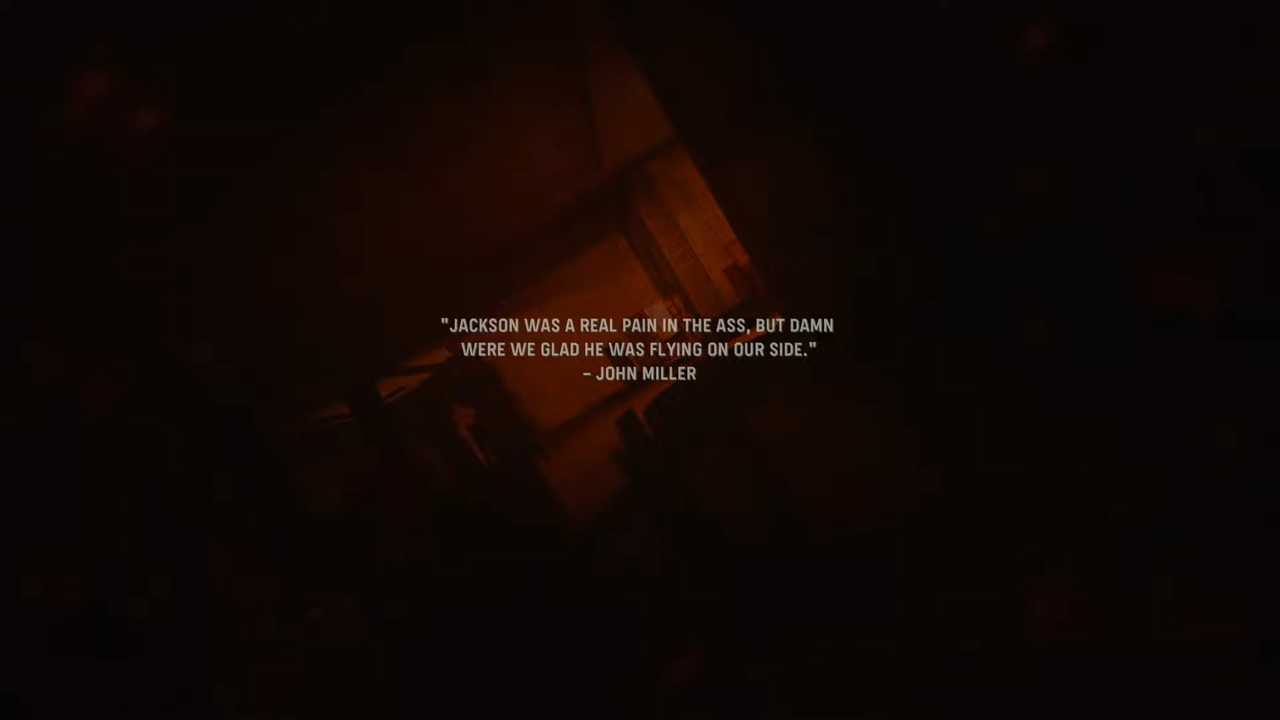 "JACKSON WAS A REAL PAIN IN THE ASS, BUT DAMN
WERE WE GLAD HE WAS FLYING ON OUR SIDE."
– JOHN MILLER